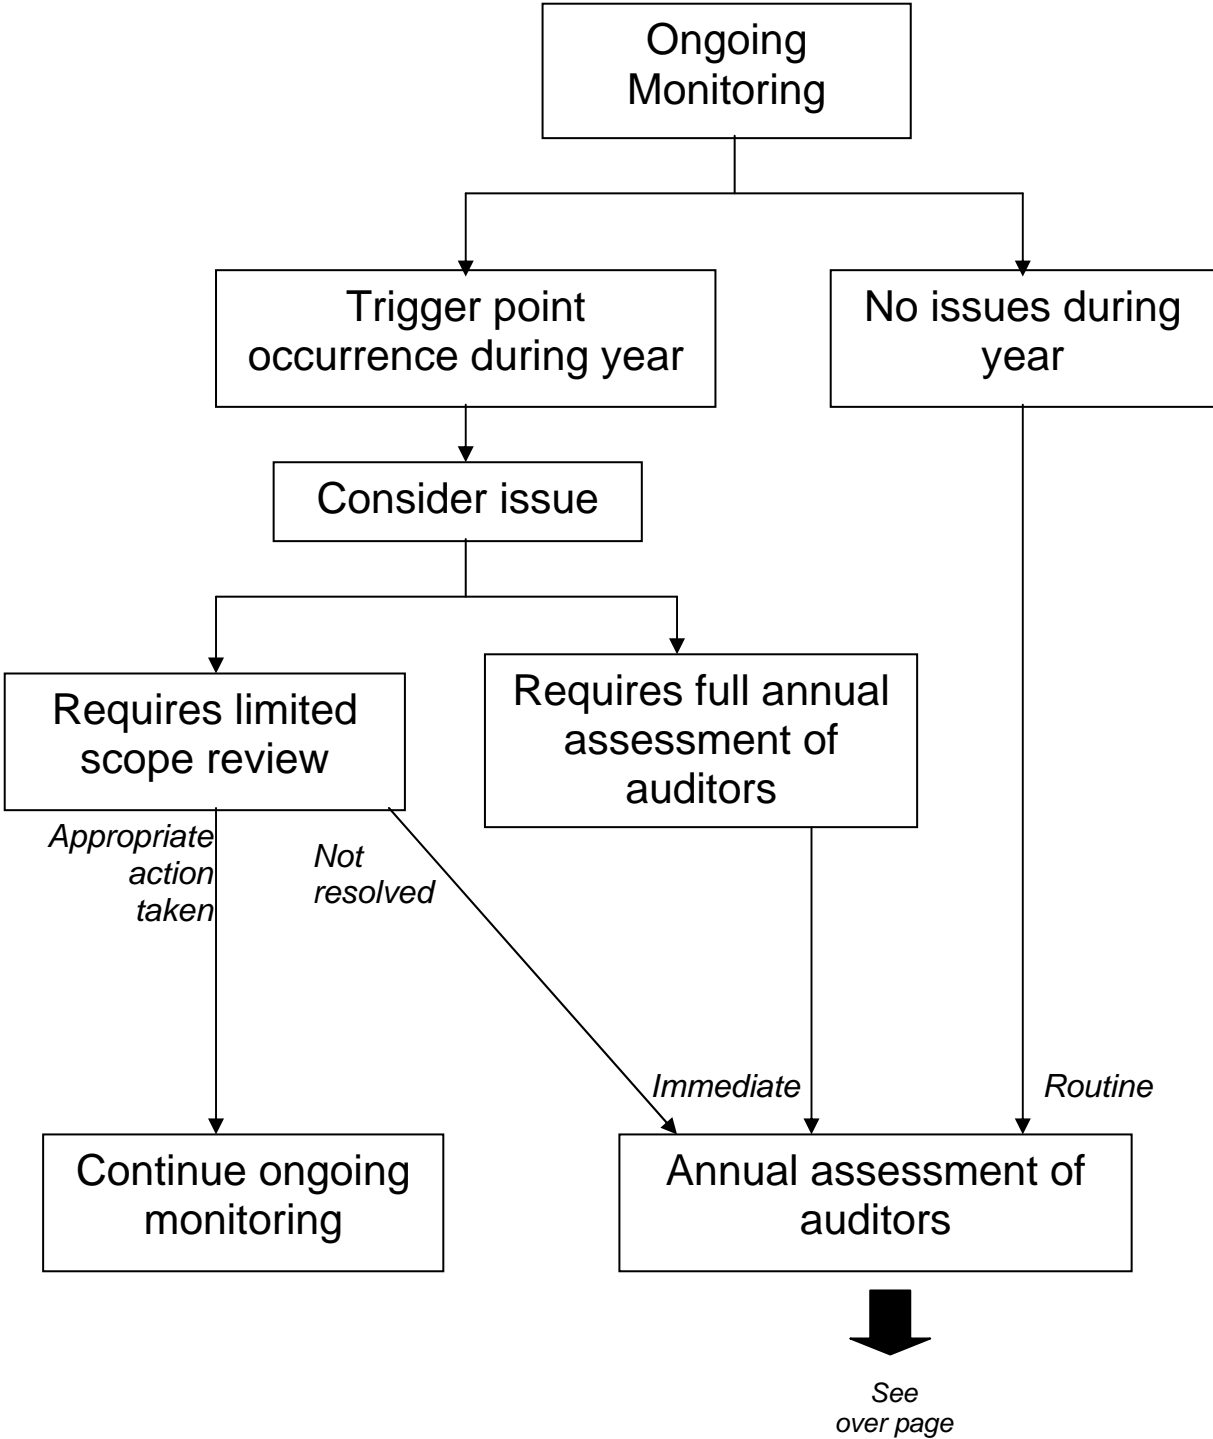 Ongoing
Monitoring
Trigger point
occurrence during year
No issues during
year
Consider issue
Requires limited
scope review
Requires full annual
assessment of
auditors
Appropriate
action
taken
Not
resolved
Immediate
Routine
Continue ongoing
monitoring
Annual assessment of
auditors
See
over page